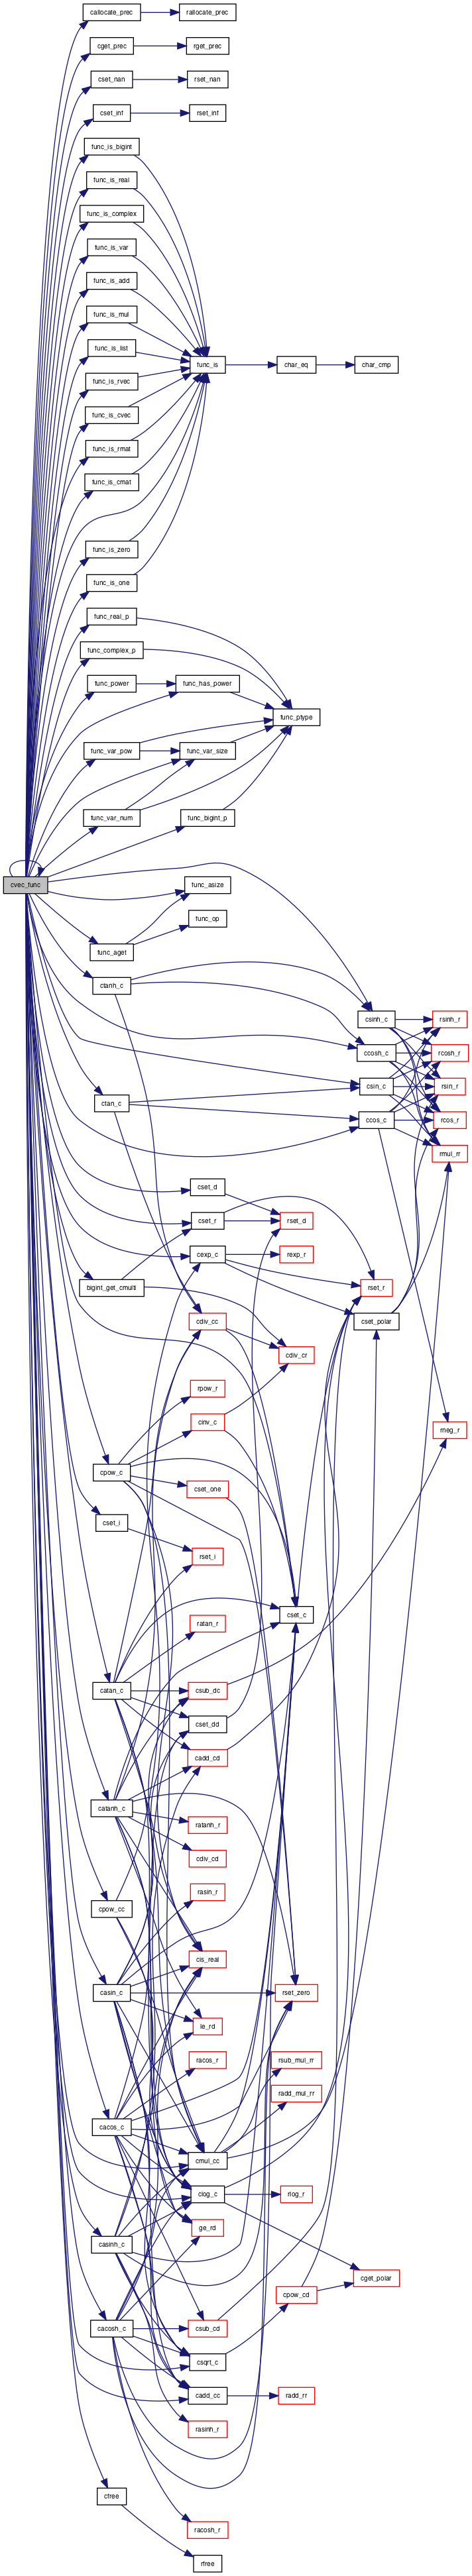 callocate_prec
rallocate_prec
cget_prec
rget_prec
cset_nan
rset_nan
cset_inf
rset_inf
func_is_bigint
func_is_real
func_is_complex
func_is_var
func_is_add
func_is_mul
func_is_list
func_is
char_eq
char_cmp
func_is_rvec
func_is_cvec
func_is_rmat
func_is_cmat
func_is_zero
func_is_one
func_real_p
func_complex_p
func_power
func_has_power
func_ptype
func_var_pow
func_var_size
func_var_num
func_bigint_p
cvec_func
func_asize
func_op
func_aget
ctanh_c
csinh_c
rsinh_r
ccosh_c
rcosh_r
csin_c
rsin_r
ctan_c
ccos_c
rcos_r
rmul_rr
cset_d
cset_r
rset_d
cexp_c
rexp_r
bigint_get_cmulti
rset_r
cdiv_cc
cset_polar
cdiv_cr
rpow_r
cinv_c
rneg_r
cpow_c
cset_one
cset_i
rset_i
cset_c
ratan_r
catan_c
csub_dc
cset_dd
cadd_cd
catanh_c
ratanh_r
cdiv_cd
rasin_r
cpow_cc
cis_real
casin_c
rset_zero
le_rd
racos_r
rsub_mul_rr
radd_mul_rr
cacos_c
cmul_cc
clog_c
rlog_r
ge_rd
casinh_c
cget_polar
cpow_cd
cacosh_c
csub_cd
csqrt_c
cadd_cc
radd_rr
rasinh_r
cfree
racosh_r
rfree